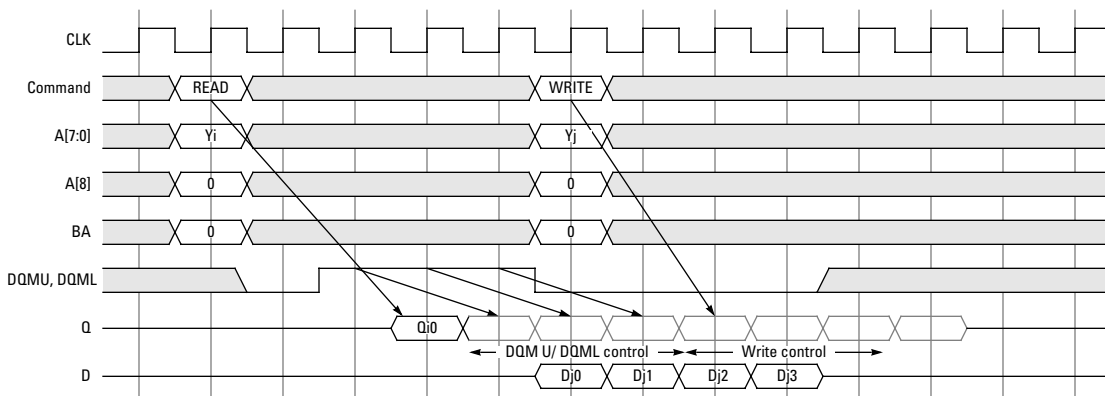 CLK
Command READ WRITE
A[7:0] Yi Yj
A[8] 0 0
BA 0 0
DQMU, DQML
Q Qi0
DQM U/ DQML control Write control
D Dj0 Dj1 Dj2 Dj3